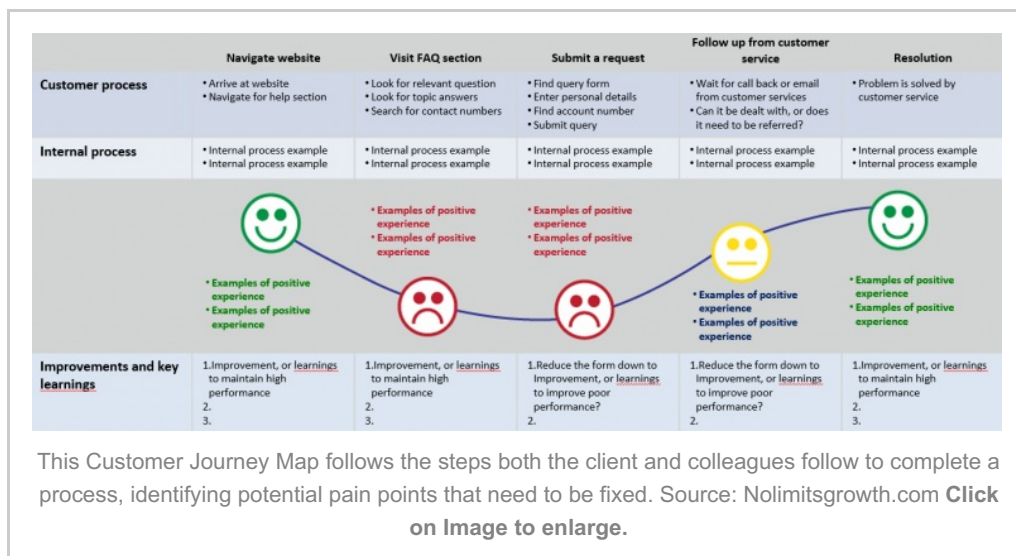 Navigate website
Visit FAQ section
Submit a request
Follow up from customer
service
Resolution
Customer process
• Arrive at website
• Navigate for help section
• Look for relevant question
• Look for topic answers
• Search for contact numbers
• Find query form
• Enter personal details
• Find account number
• Submit query
• Wait for call back or email
from customer services
• Can it be dealt with, or does
it need to be referred?
• Problem is solved by
customer service
Internal process
• Internal process example
• Internal process example
• Internal process example
• Internal process example
• Internal process example
• Internal process example
• Internal process example
• Internal process example
• Internal process example
• Internal process example
• Examples of positive
experience
• Examples of positive
experience
• Examples of positive
experience
• Examples of positive
experience
• Examples of positive
experience
• Examples of positive
experience
• Examples of positive
experience
• Examples of positive
experience
• Examples of positive
experience
• Examples of positive
experience
Improvements and key
learnings
1.Improvement, or learnings
to maintain high
performance
2.
3.
1.Improvement, or learnings
to maintain high
performance
2.
3.
1.Reduce the form down to
Improvement, or learnings
to improve poor
performance?
2.
1.Reduce the form down to
Improvement, or learnings
to improve poor
performance?
2.
1.Improvement, or learnings
to maintain high
performance
2.
3.
This Customer Journey Map follows the steps both the client and colleagues follow to complete a
process, identifying potential pain points that need to be fixed. Source: Nolimitsgrowth.com Click
on Image to enlarge.